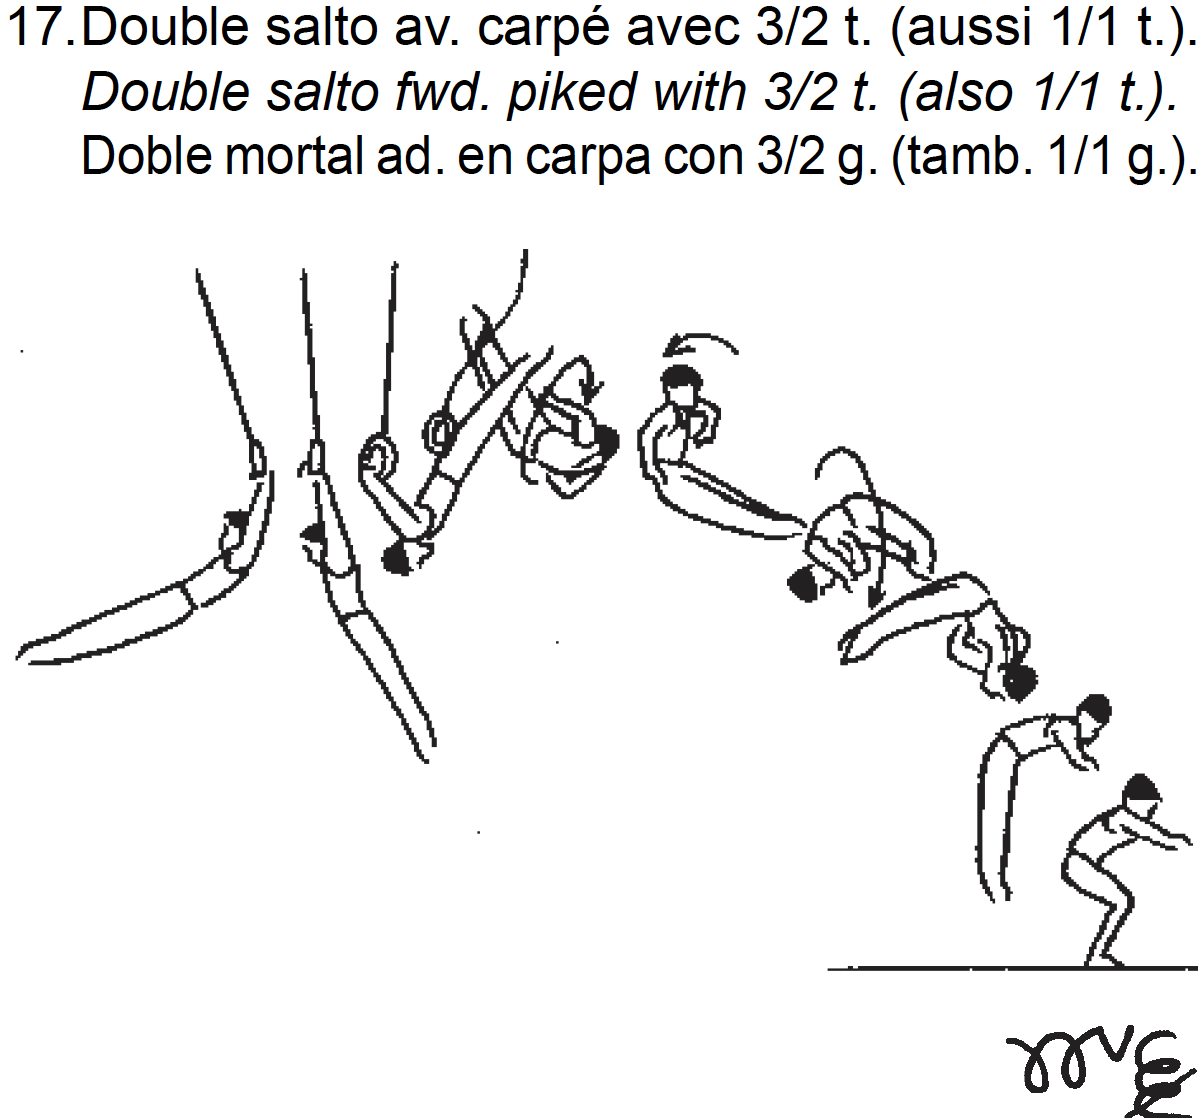 17.Double salto av. carpé avec 3/2 t. (aussi 1/1 t.).
Double salto fwd. piked with 3/2 t. (also 1/1 t.).
Doble mortal ad. en carpa con 3/2 g. (tamb. 1/1 g.).